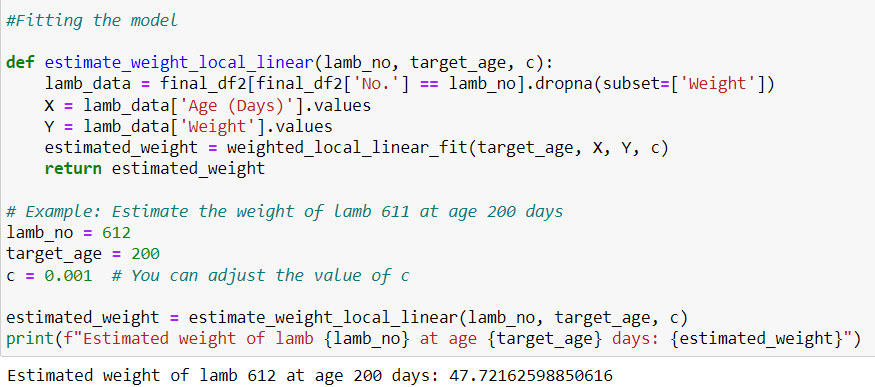 #Fitting the model
def estimate_weight_local_linear(lamb_no, target_age, c):
    lamb_data = final_df2[final_df2['No.'] == lamb_no].dropna(subset=['Weight'])
    X = lamb_data['Age (Days)'].values
    Y = lamb_data['Weight'].values
    estimated_weight = weighted_local_linear_fit(target_age, X, Y, c)
    return estimated_weight
# Example: Estimate the weight of lamb 611 at age 200 days
lamb_no = 612
target_age = 200
c = 0.001  # You can adjust the value of c
estimated_weight = estimate_weight_local_linear(lamb_no, target_age, c)
print(f"Estimated weight of lamb {lamb_no} at age {target_age} days: {estimated_weight}")
Estimated weight of lamb 612 at age 200 days: 47.72162598850616